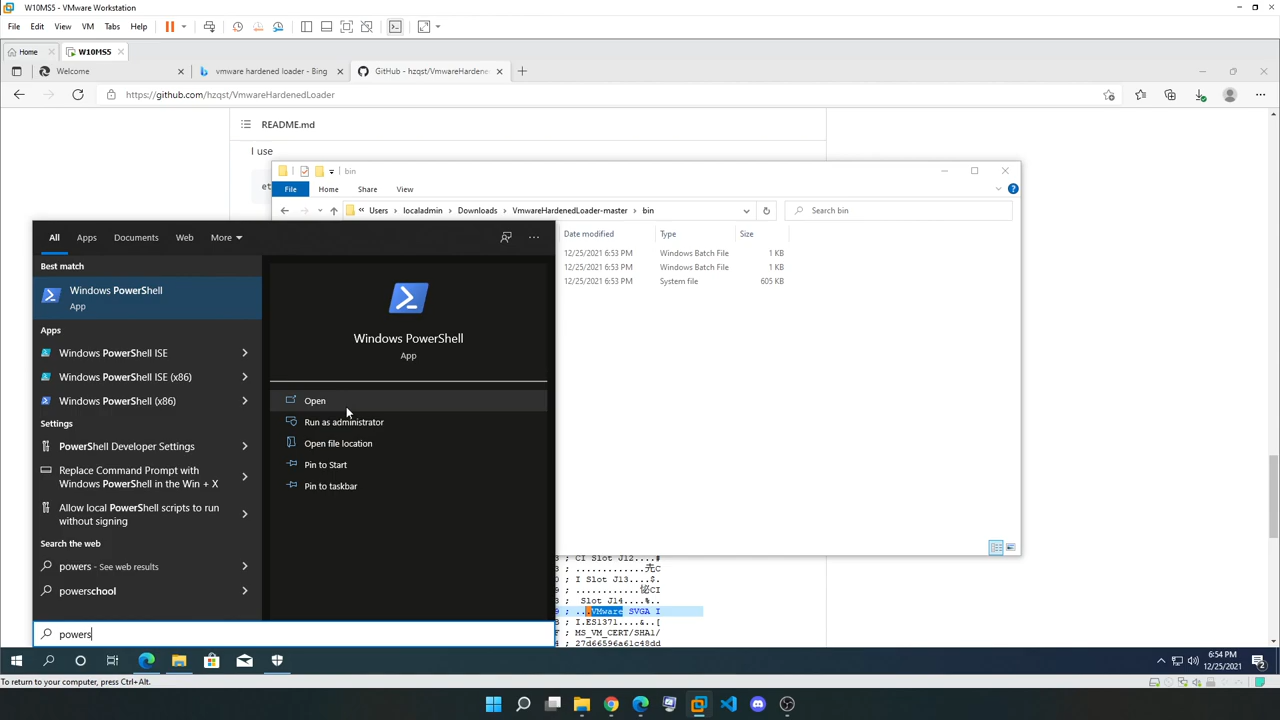 W10MS5 - VMware Workstation
File Edit View VM Tabs Help
Home W10MS5
Welcome vmware hardened loader - Bing GitHub - hzqst/VmwareHardene
https://github.com/hzqst/VmwareHardenedLoader
README.md
I use
et
bin
File Home Share View
Users localadmin Downloads VmwareHardenedLoader-master bin Search bin
Date modified Type Size
12/25/2021 6:53 PM Windows Batch File 1 KB
12/25/2021 6:53 PM Windows Batch File 1 KB
12/25/2021 6:53 PM System file 605 KB
All Apps Documents Web More
Best match
Windows PowerShell
App
Apps
Windows PowerShell ISE
Windows PowerShell ISE (x86)
Windows PowerShell (x86)
Settings
PowerShell Developer Settings
Replace Command Prompt with
Windows PowerShell in the Win + X
Allow local PowerShell scripts to run
without signing
Search the web
powers - See web results
powerschool
powers
Windows PowerShell
App
Open
Run as administrator
Open file location
Pin to Start
Pin to taskbar
CI Slot J12....#
; .............冘C
; I Slot J13....$.
Slot J14....%..
; ...VMware SVGA I
; I.ES1371....&..[
; MS_VM_CERT/SHA1/
; 27d66596a61c48dd
6:54 PM
12/25/2021
2
To return to your computer, press Ctrl+Alt.